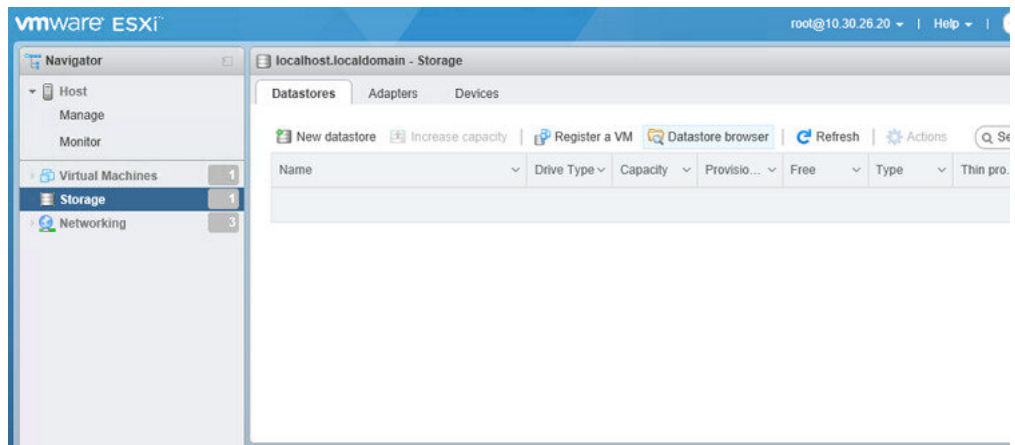 vmware ESXi
root@10.30.26.20 | Help |
Navigator
localhost.localdomain - Storage
Host
Manage
Monitor
Virtual Machines 1
Storage 1
Networking 3
Datastores Adapters Devices
New datastore Increase capacity | Register a VM Datastore browser | Refresh | Actions Se
Name Drive Type Capacity Provisio... Free Type Thin pro.